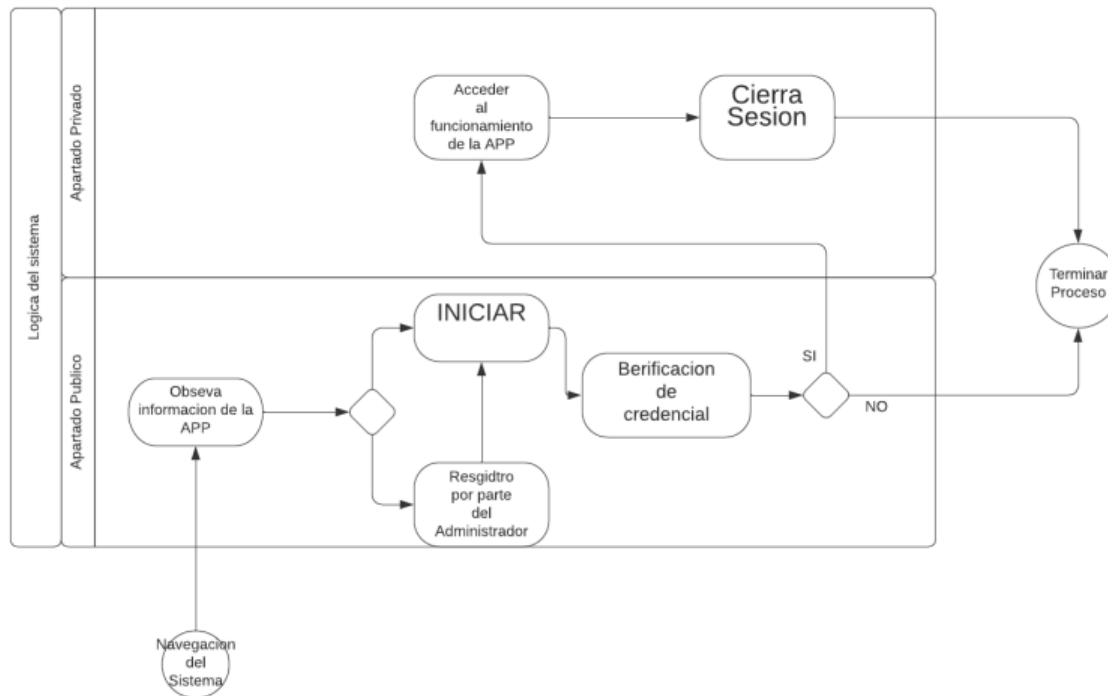 Logica del sistema
Apartado Privado
Acceder
al
funcionamiento
de la APP
Cierra
Sesion
Terminar
Proceso
Apartado Publico
INICIAR
SI
NO
Berificacion
de
credencial
Obseva
informacion de la
APP
Resgidtro
por parte
del
Administrador
Navegacion
del
Sistema